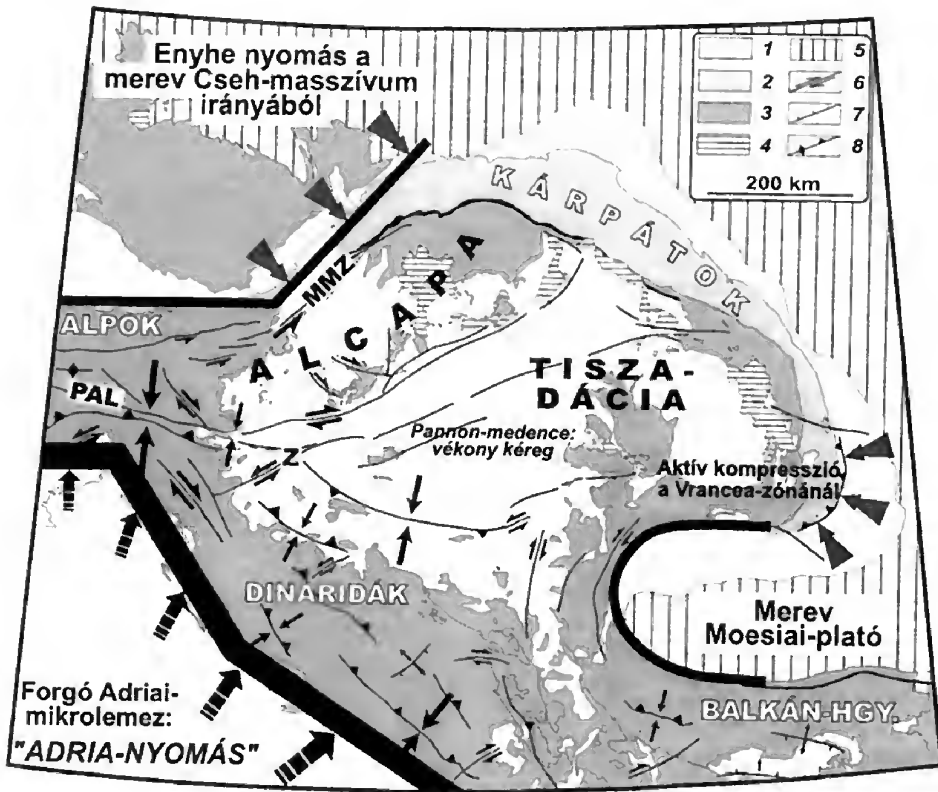 Enyhe nyomás a
merev Cseh-masszívum
irányából
1 5
2 6
3 7
4 8
200 km
KÁRPÁTOK
MMZ
ALCAPA
ALPOK
PAL
TISZA-
DÁCIA
Pannon-medence:
vékony kéreg
Z
Aktív kompresszió
a Vrancea-zónánál
DINARIDÁK
Merev
Moesiai-plató
Forgó Adriai-
mikrolemez:
"ADRIA-NYOMÁS"
BALKÁN-HGY.